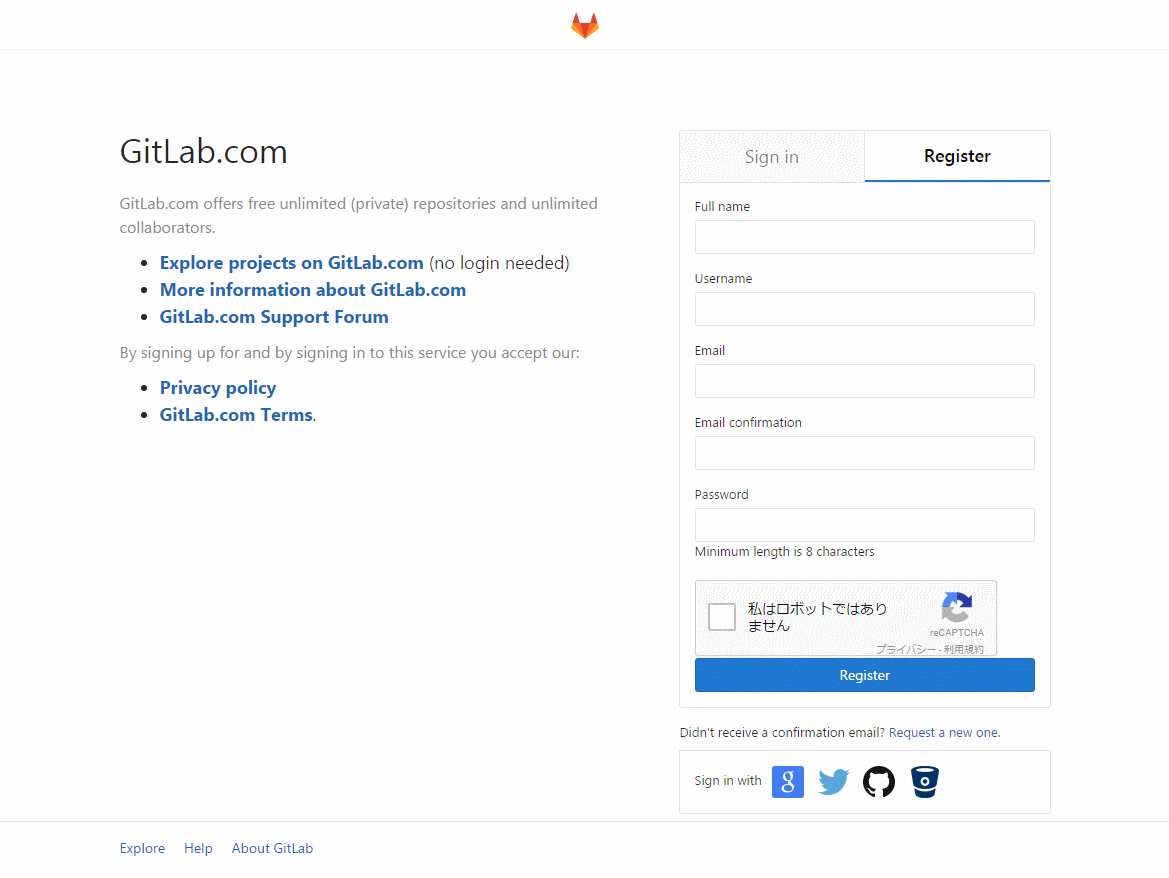 GitLab.com
GitLab.com offers free unlimited (private) repositories and unlimited
collaborators.
Explore projects on GitLab.com (no login needed)
More information about GitLab.com
GitLab.com Support Forum
By signing up for and by signing in to this service you accept our:
Privacy policy
GitLab.com Terms.
Sign in
Register
Full name
Username
Email
Email confirmation
Password
Minimum length is 8 characters
私はロボットではあり
ません
reCAPTCHA
プライバシー - 利用規約
Register
Didn't receive a confirmation email? Request a new one.
Sign in with
Explore Help About GitLab